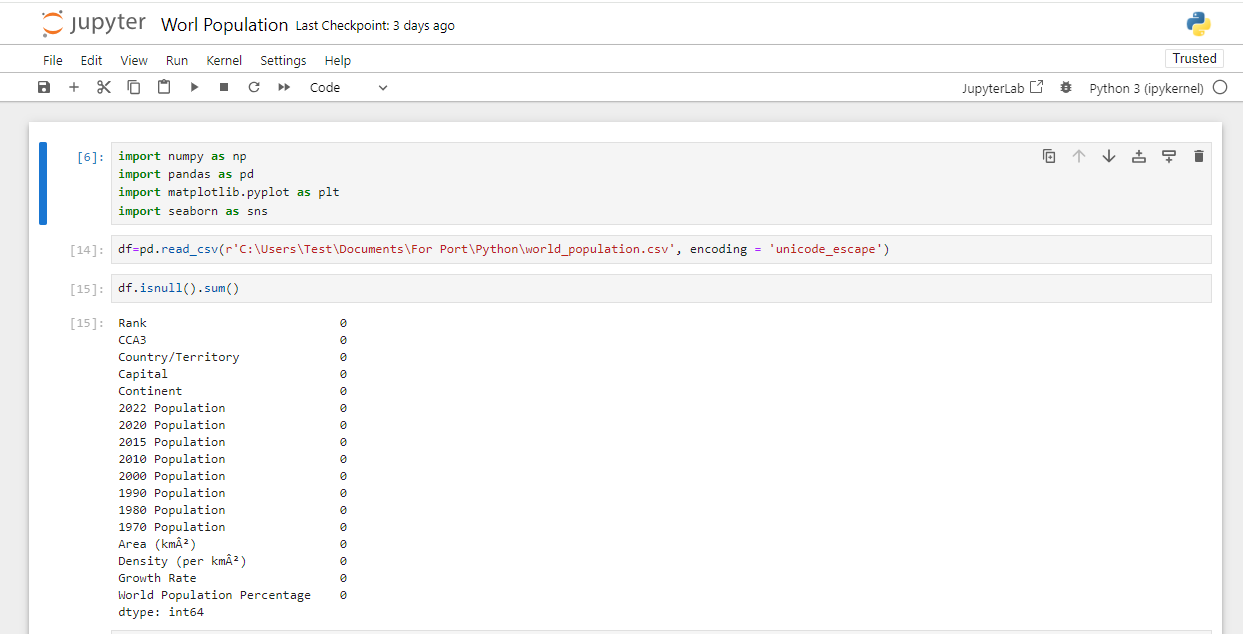 jupyter Worl Population Last Checkpoint: 3 days ago
File Edit View Run Kernel Settings Help
Trusted
Code
JupyterLab
Python 3 (ipykernel)
[6]:
import numpy as np
import pandas as pd
import matplotlib.pyplot as plt
import seaborn as sns
[14]:
df=pd.read_csv(r'C:\Users\Test\Documents\For Port\Python\world_population.csv', encoding = 'unicode_escape')
[15]:
df.isnull().sum()
[15]:
Rank 0
CCA3 0
Country/Territory 0
Capital 0
Continent 0
2022 Population 0
2020 Population 0
2015 Population 0
2010 Population 0
2000 Population 0
1990 Population 0
1980 Population 0
1970 Population 0
Area (kmÂ²) 0
Density (per kmÂ²) 0
Growth Rate 0
World Population Percentage 0
dtype: int64